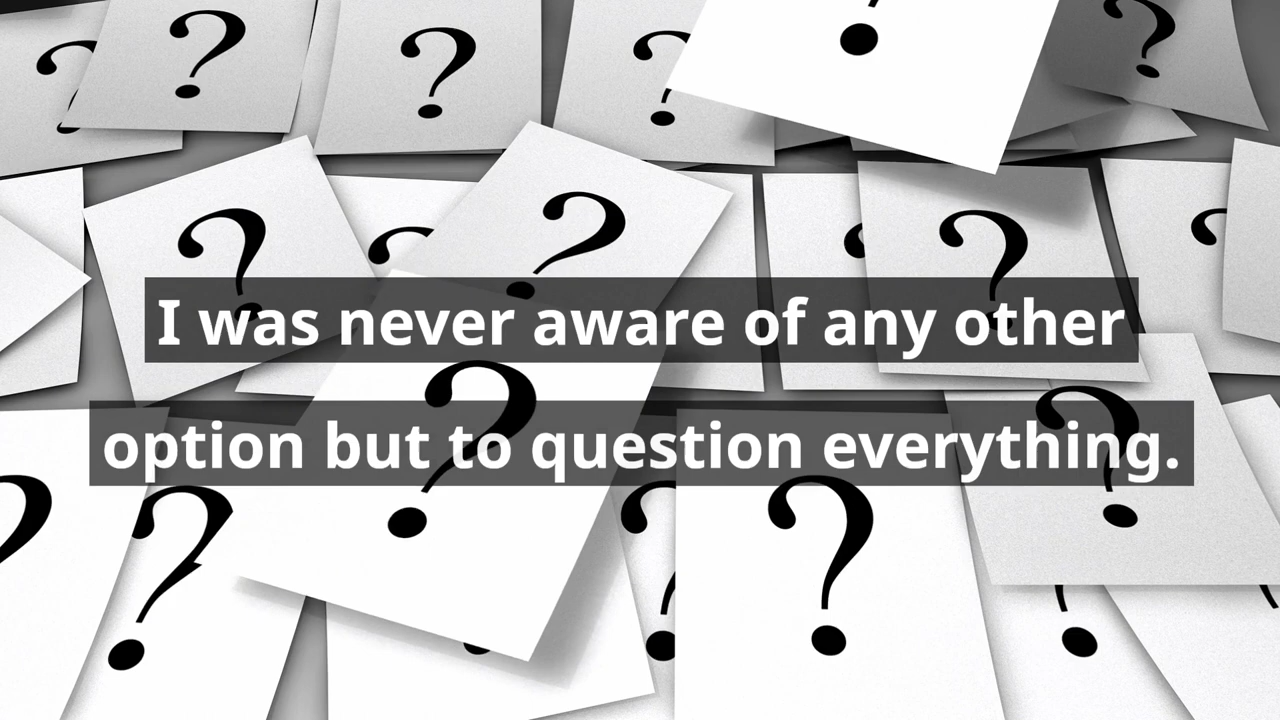 ? ? ? ? ?
? ? ? ? ?
I was never aware of any other
option but to question everything.
? ? ? ? ? ? ? ?